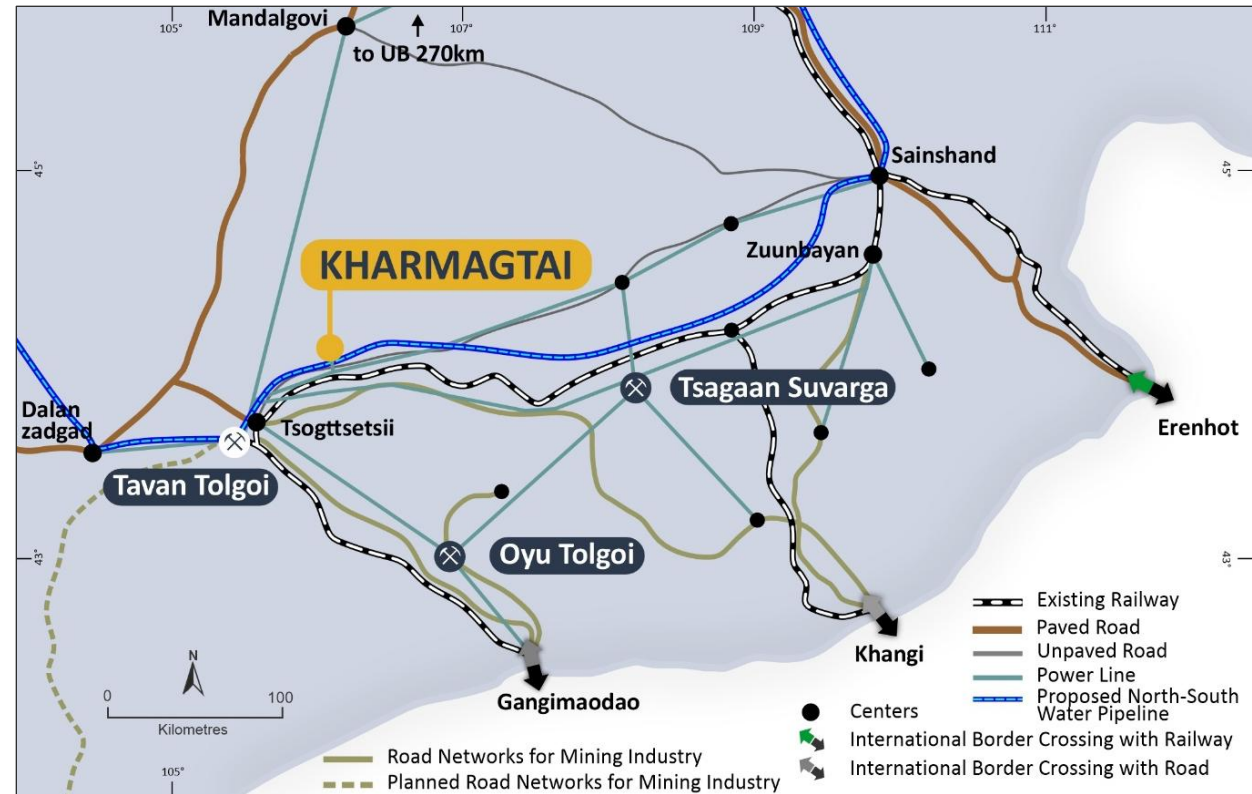 105°
107°
109°
111°
Mandalgovi
to UB 270km
45°
45°
Sainshand
Zuunbayan
KHARMAGTAI
Tsagaan Suvarga
Dalan
zadgad
Tsogttsetsii
Erenhot
Tavan Tolgoi
43°
Oyu Tolgoi
43°
Khangi
Gangimaodao
N
0
100
Kilometres
105°
Existing Railway
Paved Road
Unpaved Road
Power Line
Proposed North-South
Water Pipeline
Centers
International Border Crossing with Railway
International Border Crossing with Road
Road Networks for Mining Industry
Planned Road Networks for Mining Industry